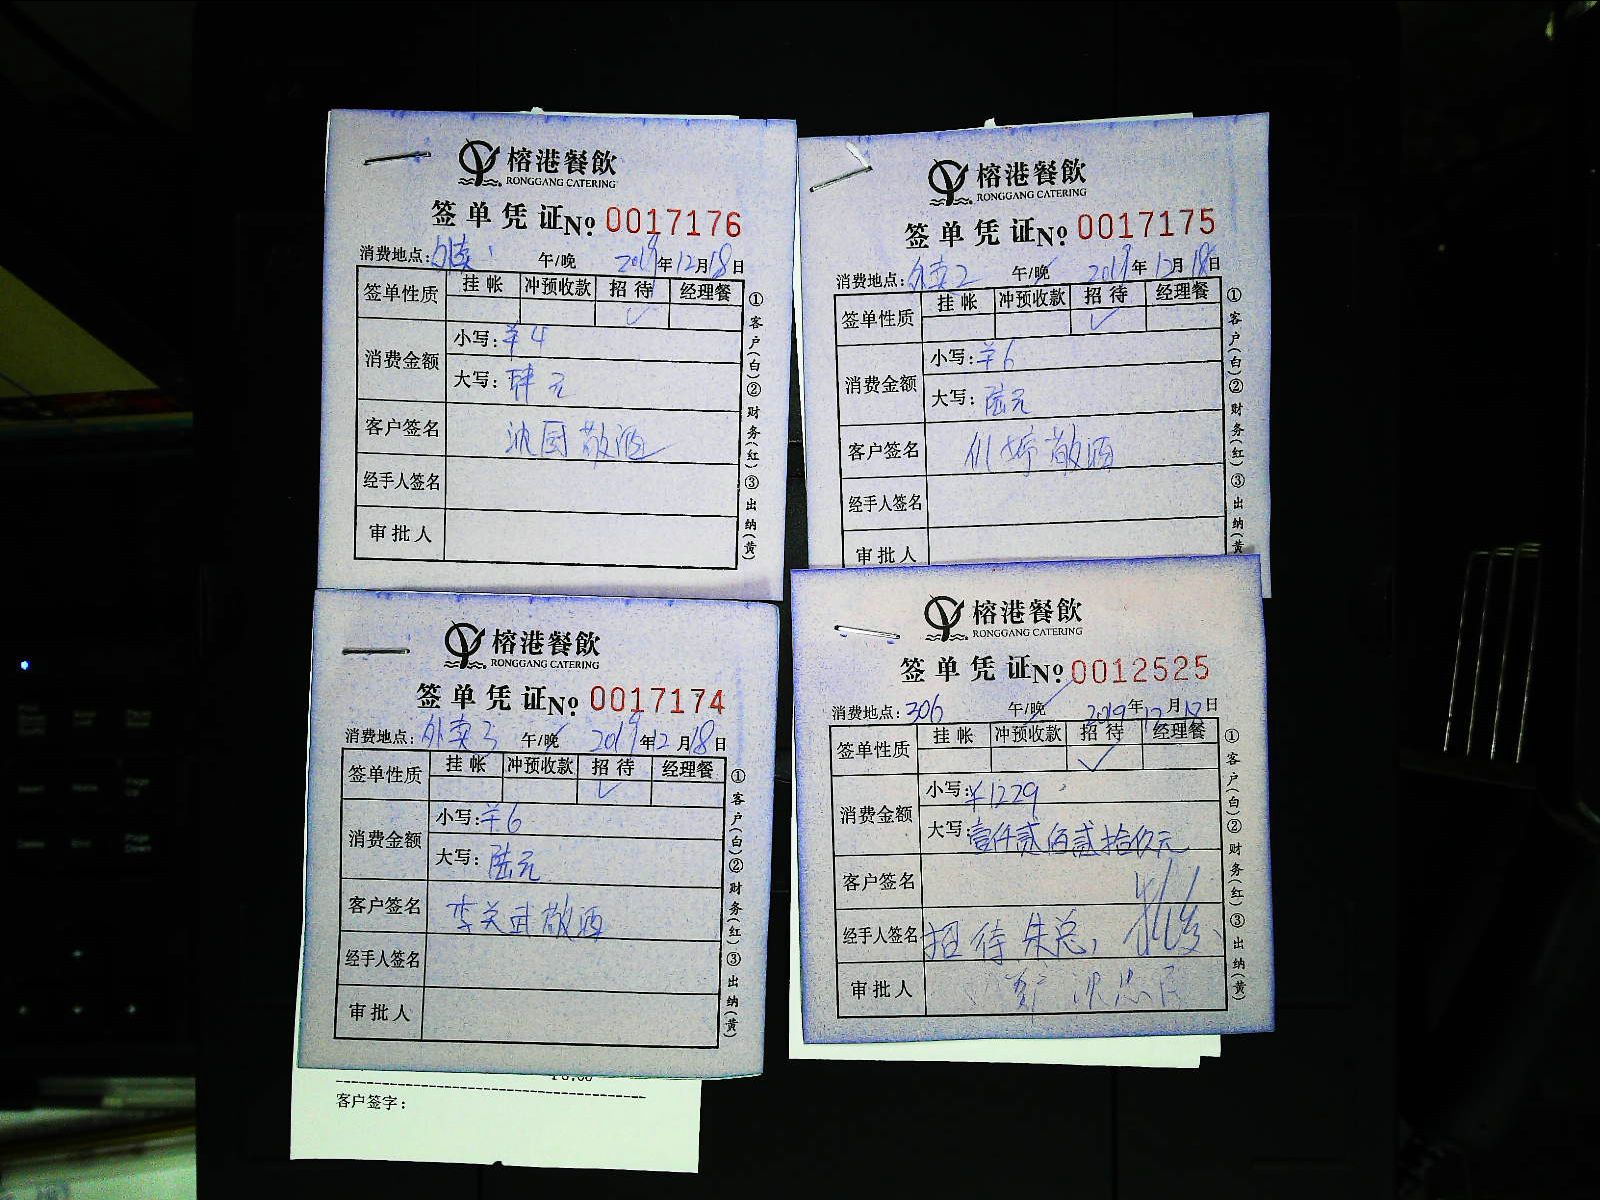 榕港餐飲
RONGGANG CATERING
签单凭证 No 0017176
消费地点: 外卖1 午/晚 2019年12月18日
签单性质 挂帐 冲预收款 招待 经理餐
✓
消费金额 小写: ¥4
大写: 肆元
客户签名 沈国敬酒
经手人签名
审批人
①客户(白)②财务(红)③出纳(黄)
榕港餐飲
RONGGANG CATERING
签单凭证 No 0017175
消费地点: 外卖2 午/晚 2019年12月18日
签单性质 挂帐 冲预收款 招待 经理餐
✓
消费金额 小写: ¥6
大写: 陆元
客户签名 敬酒
经手人签名
审批人
①客户(白)②财务(红)③出纳(黄
榕港餐飲
RONGGANG CATERING
签单凭证 No 0017174
消费地点: 外卖3 午/晚 2019年12月18日
签单性质 挂帐 冲预收款 招待 经理餐
✓
消费金额 小写: ¥6
大写: 陆元
客户签名 李关武敬酒
经手人签名
审批人
①客户(白)②财务(红)③出纳(黄)
客户签字:
榕港餐飲
RONGGANG CATERING
签单凭证 No 0012525
消费地点: 306 午/晚 2019年12月12日
签单性质 挂帐 冲预收款 招待 经理餐
✓
消费金额 小写: ¥1229
大写: 壹仟贰佰贰拾玖元
客户签名
经手人签名 招待朱总,
审批人
①客户(白)②财务(红)③出纳(黄)